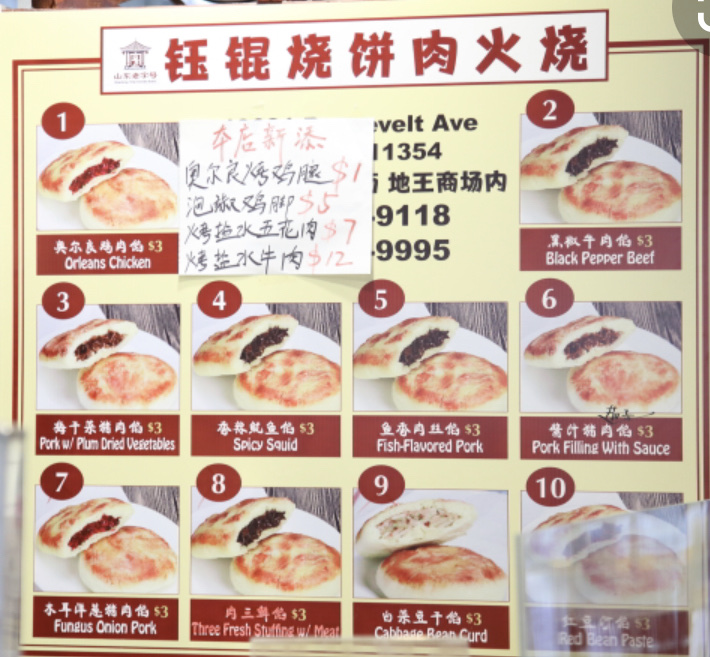 山东老字号
钰锟烧饼肉火烧
1
本店新添
奥尔良烤鸡腿 $1
泡椒鸡脚 $5
烤盐水五花肉 $7
烤盐水牛肉 $12
evelt Ave
11354
地王商场内
-9118
-9995
2
奥尔良鸡肉馅 $3
Orleans Chicken
黑椒牛肉馅 $3
Black Pepper Beef
3
4
5
6
梅干菜猪肉馅 $3
Pork w/ Plum Dried Vegetables
香辣鱿鱼馅 $3
Spicy Squid
鱼香肉丝馅 $3
Fish-Flavored Pork
酱汁猪肉馅 $3
Pork Filling With Sauce
7
8
9
10
木耳洋葱猪肉馅 $3
Fungus Onion Pork
肉三鲜馅 $3
Three Fresh Stuffing w/ Meat
白菜豆干馅 $3
Cabbage Bean Curd
红豆沙馅 $3
Red Bean Paste